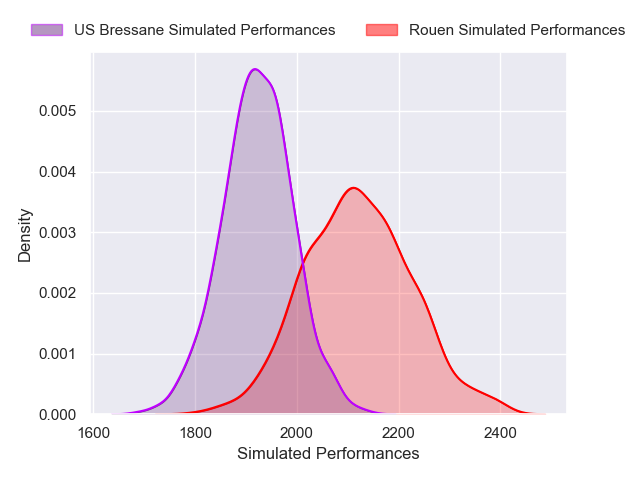 US Bressane Simulated Performances Rouen Simulated Performances
Density
0.005
0.004
0.003
0.002
0.001
0.000
1600 1800 2000 2200 2400
Simulated Performances